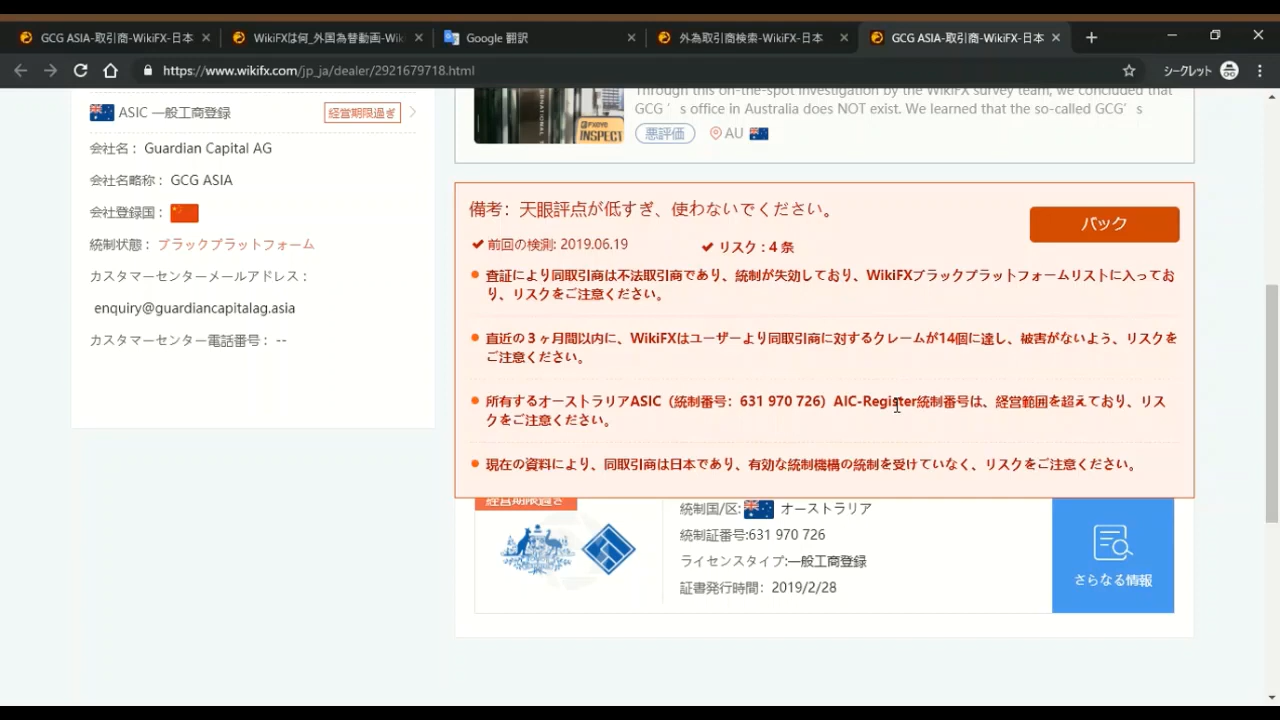 GCG ASIA-取引商-WikiFX-日本
WikiFXは何_外国為替動画-Wik
Google 翻訳
外為取引商検索-WikiFX-日本
GCG ASIA-取引商-WikiFX-日本
https://www.wikifx.com/jp_ja/dealer/2921679718.html
シークレット
ASIC 一般工商登録
経営期限過ぎ
会社名： Guardian Capital AG
会社名略称： GCG ASIA
会社登録国：
統制状態： ブラックプラットフォーム
カスタマーセンターメールアドレス：
enquiry@guardiancapitalag.asia
カスタマーセンター電話番号： --
INSPECT
Through this on-the-spot investigation by the WikiFX survey team, we concluded that
GCG＇s office in Australia does NOT exist. We learned that the so-called GCG＇s
悪評価
AU
備考：天眼評点が低すぎ、使わないでください。
バック
前回の検測: 2019.06.19
リスク : 4 条
査証により同取引商は不法取引商であり、統制が失効しており、WikiFXブラックプラットフォームリストに入ってお
り、リスクをご注意ください。
直近の３ヶ月間以内に、WikiFXはユーザーより同取引商に対するクレームが14個に達し、被害がないよう、リスクを
ご注意ください。
所有するオーストラリアASIC（統制番号：631 970 726）AIC-Register統制番号は、経営範囲を超えており、リス
クをご注意ください。
現在の資料により、同取引商は日本であり、有効な統制機構の統制を受けていなく、リスクをご注意ください。
経営期限過ぎ
統制国/区: オーストラリア
統制証番号:631 970 726
ライセンスタイプ:一般工商登録
証書発行時間：2019/2/28
さらなる情報